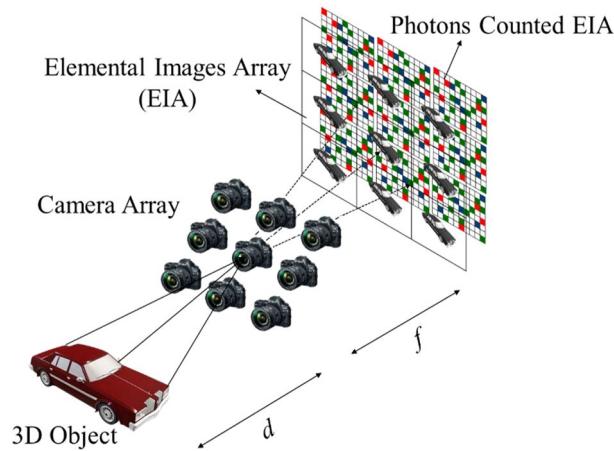 Photons Counted EIA
Elemental Images Array
(EIA)
Camera Array
f
d
3D Object